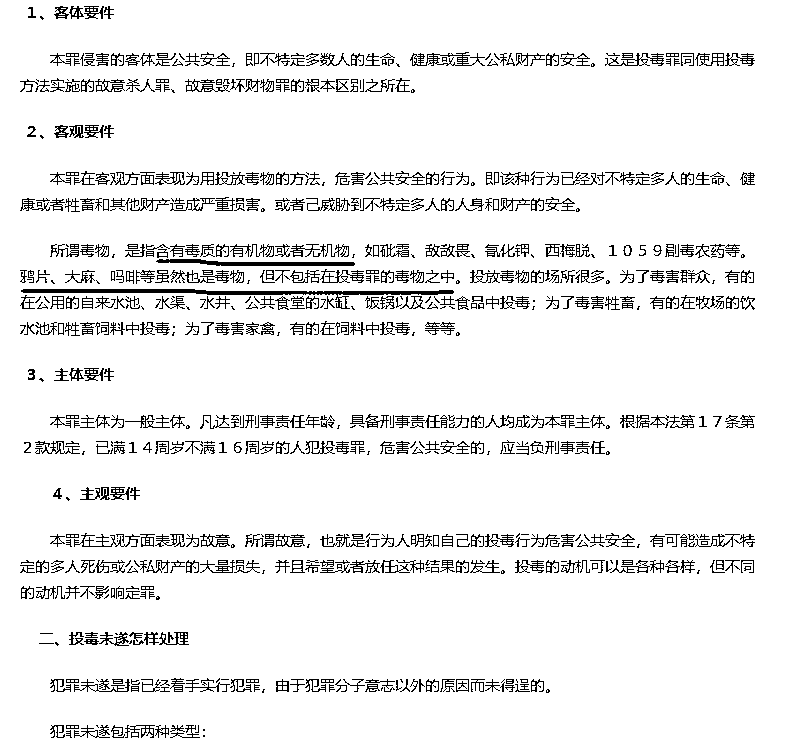 1、客体要件
本罪侵害的客体是公共安全，即不特定多数人的生命、健康或重大公私财产的安全。这是投毒罪同使用投毒
方法实施的故意杀人罪、故意毁坏财物罪的根本区别之所在。
2、客观要件
本罪在客观方面表现为用投放毒物的方法，危害公共安全的行为。即该种行为已经对不特定多人的生命、健
康或者牲畜和其他财产造成严重损害。或者己威胁到不特定多人的人身和财产的安全。
所谓毒物，是指含有毒质的有机物或者无机物，如砒霜、敌敌畏、氰化钾、西梅脱、１０５９剧毒农药等。
鸦片、大麻、吗啡等虽然也是毒物，但不包括在投毒罪的毒物之中。投放毒物的场所很多。为了毒害群众，有的
在公用的自来水池、水渠、水井、公共食堂的水缸、饭锅以及公共食品中投毒；为了毒害牲畜，有的在牧场的饮
水池和牲畜饲料中投毒；为了毒害家禽，有的在饲料中投毒，等等。
3、主体要件
本罪主体为一般主体。凡达到刑事责任年龄，具备刑事责任能力的人均成为本罪主体。根据本法第１７条第
２款规定，已满１４周岁不满１６周岁的人犯投毒罪，危害公共安全的，应当负刑事责任。
4、主观要件
本罪在主观方面表现为故意。所谓故意，也就是行为人明知自己的投毒行为危害公共安全，有可能造成不特
定的多人死伤或公私财产的大量损失，并且希望或者放任这种结果的发生。投毒的动机可以是各种各样，但不同
的动机并不影响定罪。
二、投毒未遂怎样处理
犯罪未遂是指已经着手实行犯罪，由于犯罪分子意志以外的原因而未得逞的。
犯罪未遂包括两种类型：